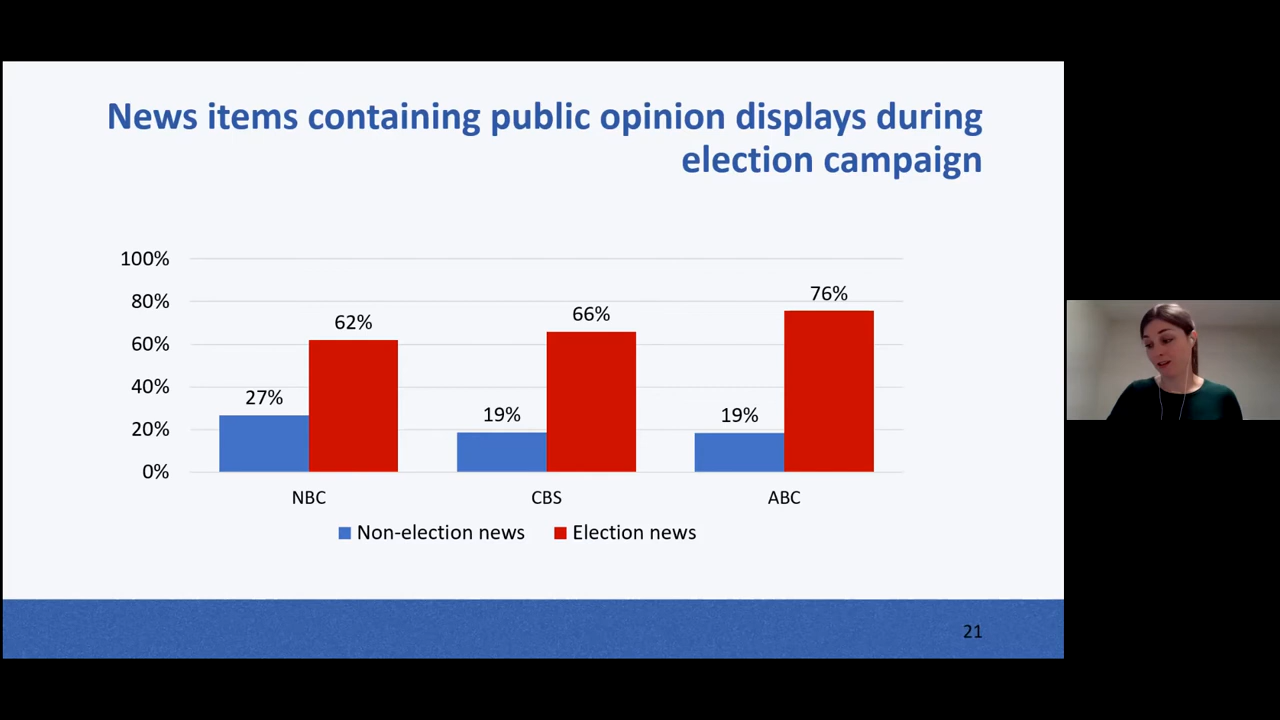 News items containing public opinion displays during
election campaign
100%
80%
60%
40%
20%
0%
27%
62%
19%
66%
19%
76%
NBC
CBS
ABC
Non-election news
Election news
21